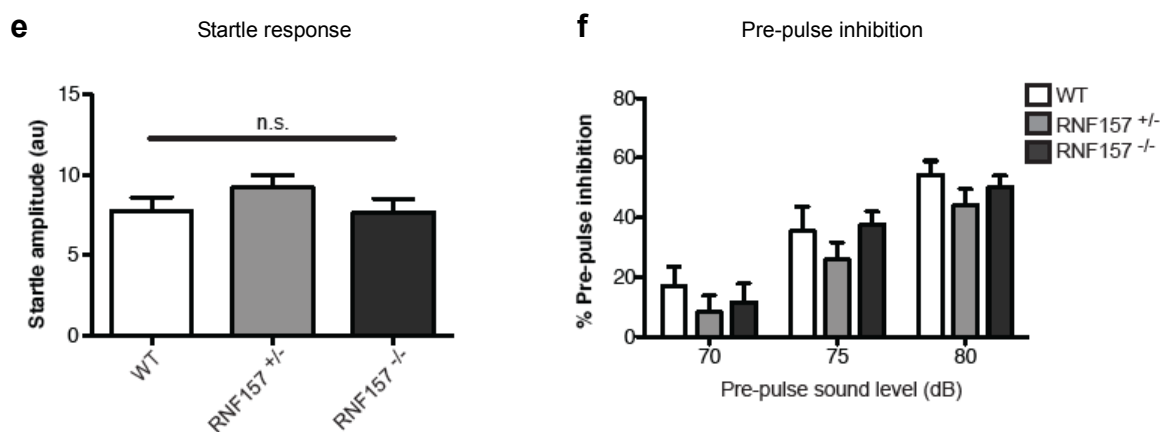 e
Startle response
15
10
5
0
Startle amplitude (au)
n.s.
WT
RNF157 +/-
RNF157 -/-
f
Pre-pulse inhibition
80
60
40
20
0
% Pre-pulse inhibition
WT
RNF157 +/-
RNF157 -/-
70 75 80
Pre-pulse sound level (dB)